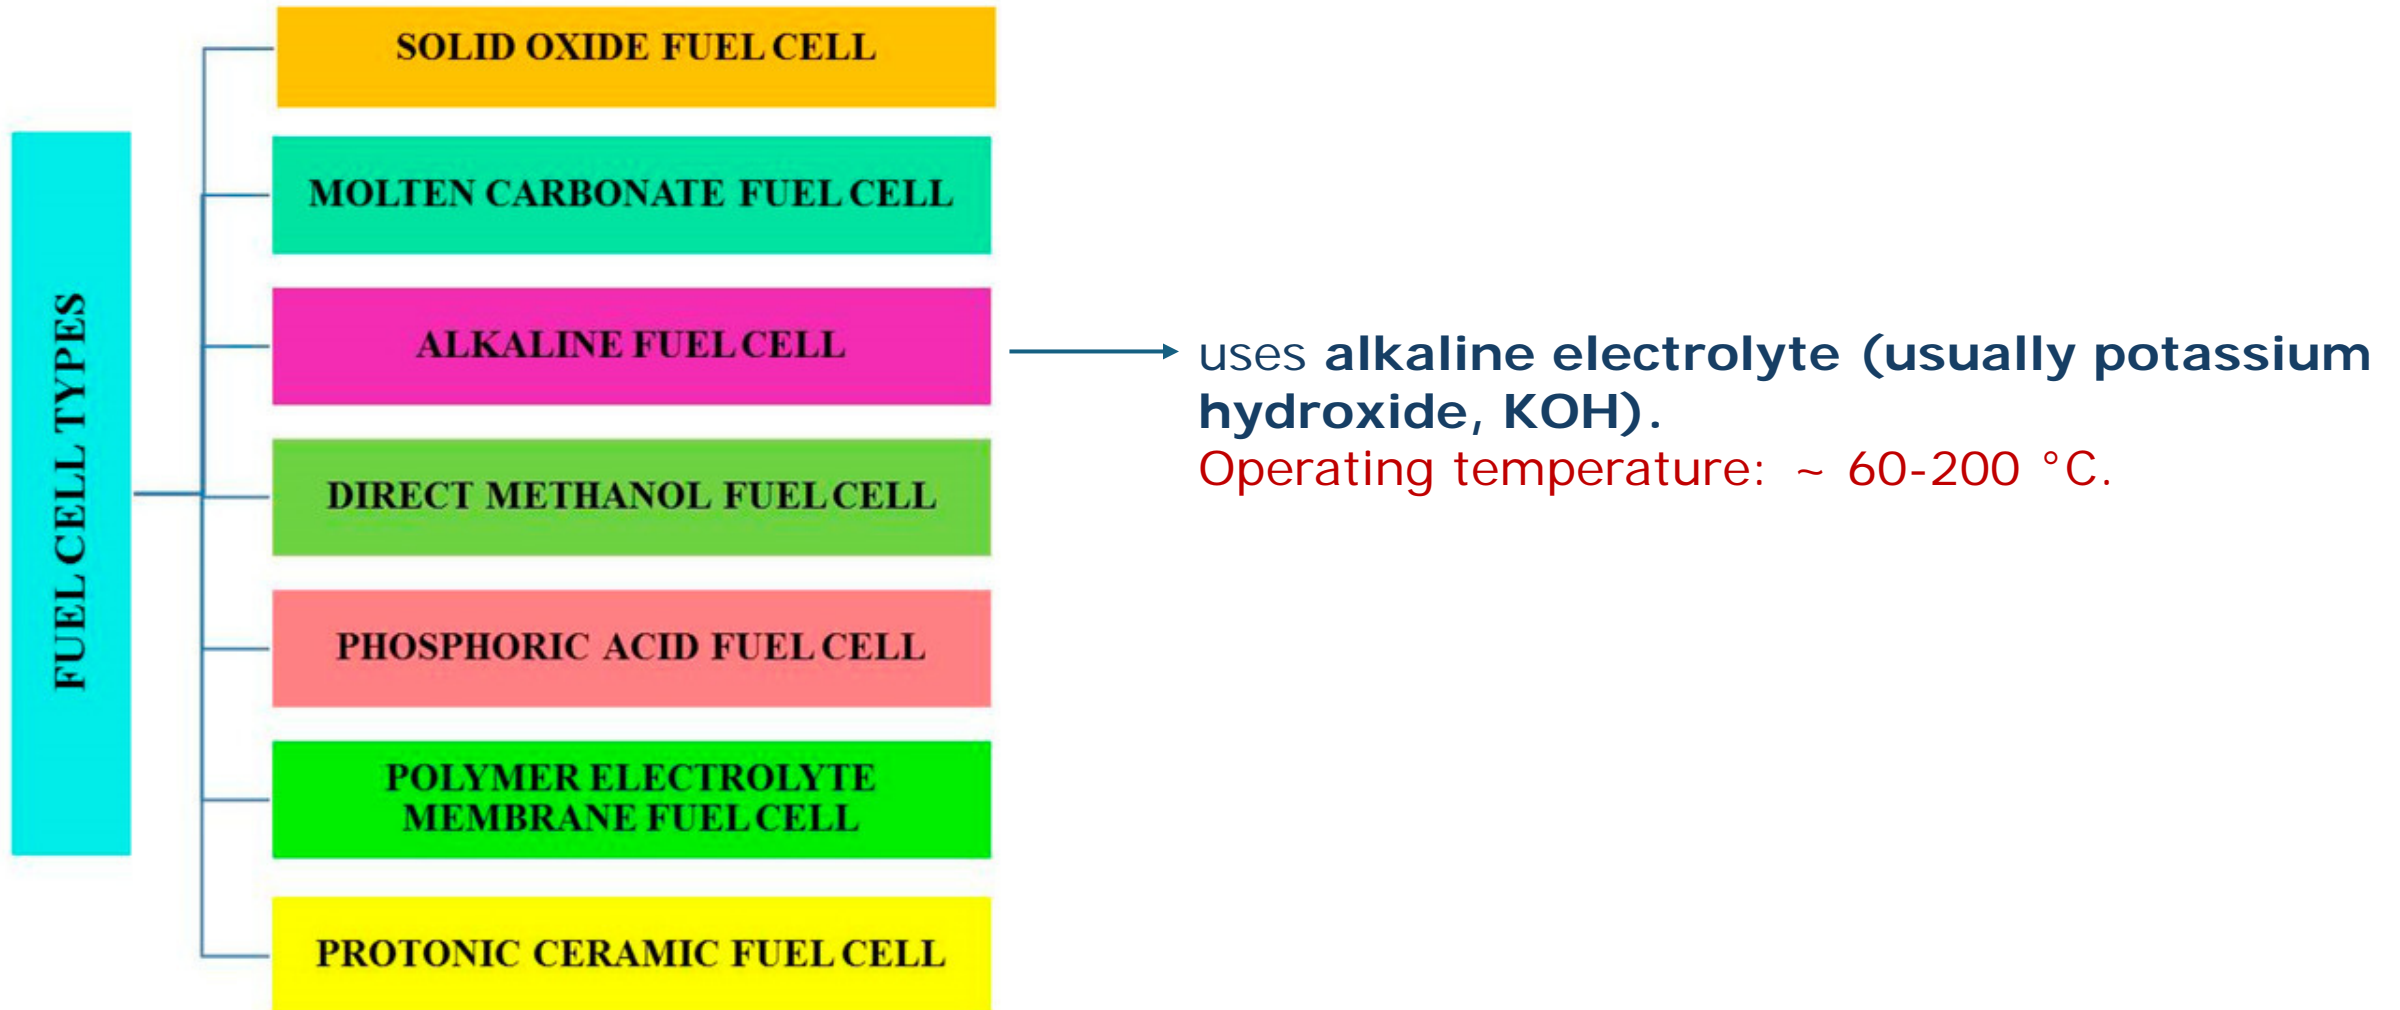 FUEL CELL TYPES
SOLID OXIDE FUEL CELL
MOLTEN CARBONATE FUEL CELL
ALKALINE FUEL CELL
uses alkaline electrolyte (usually potassium
hydroxide, KOH).
Operating temperature: ~ 60-200 °C.
DIRECT METHANOL FUEL CELL
PHOSPHORIC ACID FUEL CELL
POLYMER ELECTROLYTE
MEMBRANE FUEL CELL
PROTONIC CERAMIC FUEL CELL